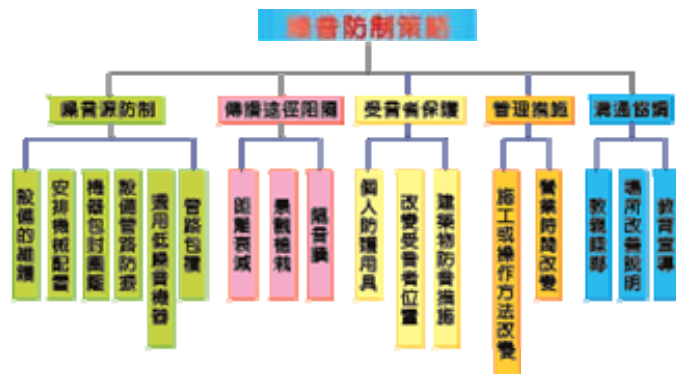 噪音防制策略
噪音源防制
傳播途徑阻隔
受音者保護
管理措施
溝通協調
設備的維護
安排機械配置
機器包封圍籬
設備管路防振
選用低噪音機器
管路包覆
距離衰減
景觀植栽
隔音牆
個人防護用具
改變受音者位置
建築物防音措施
施工或操作方法改變
營業時間改變
敦親睦鄰
場所改善說明
教育宣導